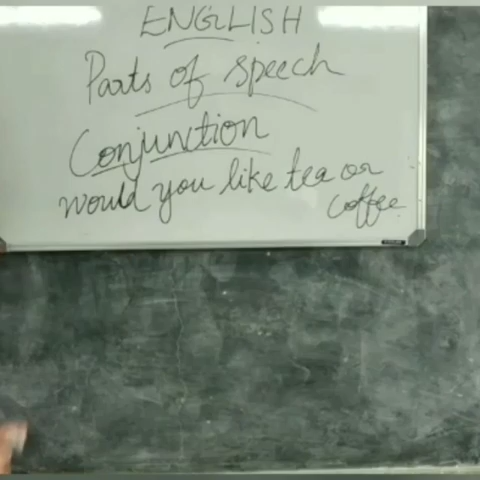 ENGLISH
Parts of speech
Conjunction
would you like tea or
coffee